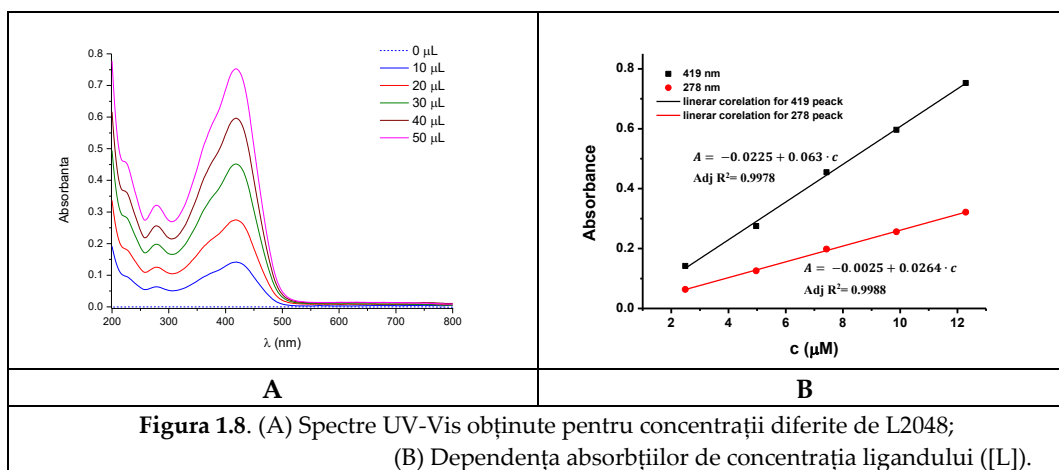 0 μL
10 μL
20 μL
30 μL
40 μL
50 μL
0.8
0.7
0.6
0.5
0.4
0.3
0.2
0.1
0.0
Absorbanta
200 300 400 500 600 700 800
λ (nm)
A
B
419 nm
278 nm
linerar corelation for 419 peack
linerar corelation for 278 peack
A = −0.0225 + 0.063 · c
Adj R²= 0.9978
A = −0.0025 + 0.0264 · c
Adj R²= 0.9988
0.8
0.6
0.4
0.2
0.0
Absorbance
2 4 6 8 10 12
c (μM)
A
B
Figura 1.8. (A) Spectre UV-Vis obținute pentru concentrații diferite de L2048;
(B) Dependența absorbțiilor de concentrația ligandului ([L]).